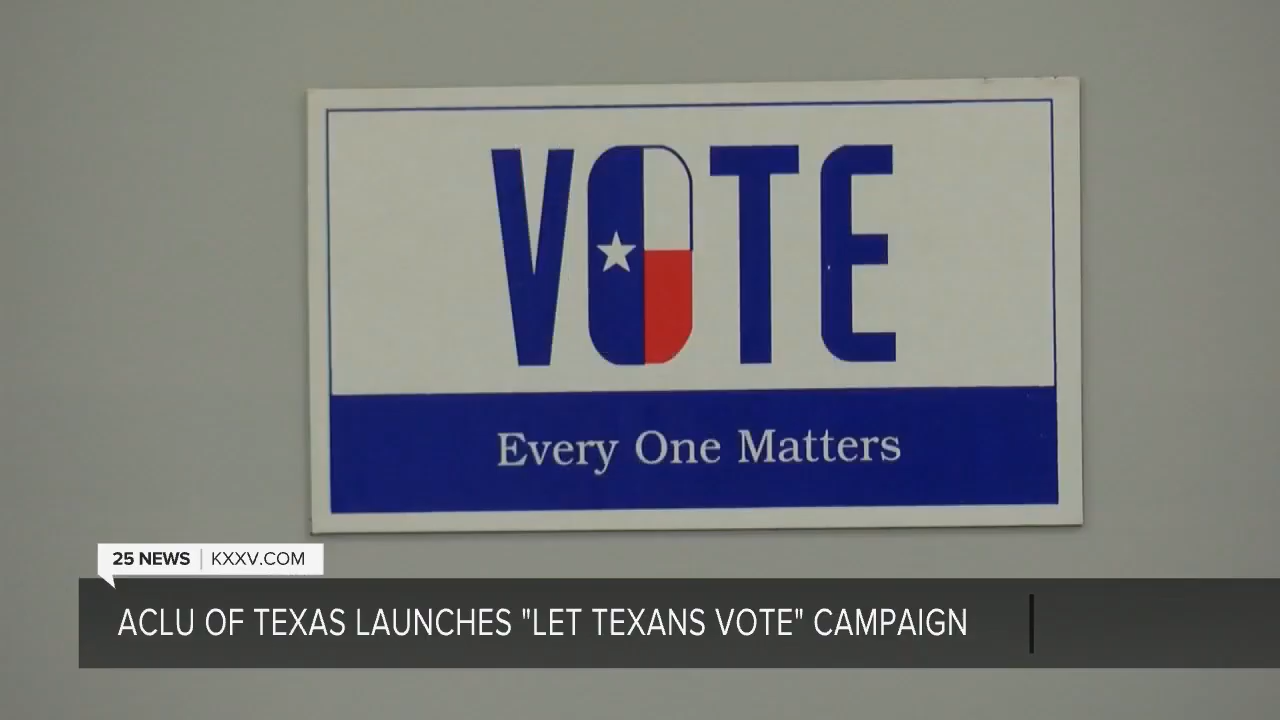 VOTE
Every One Matters
25 NEWS | KXXV.COM
ACLU OF TEXAS LAUNCHES "LET TEXANS VOTE" CAMPAIGN